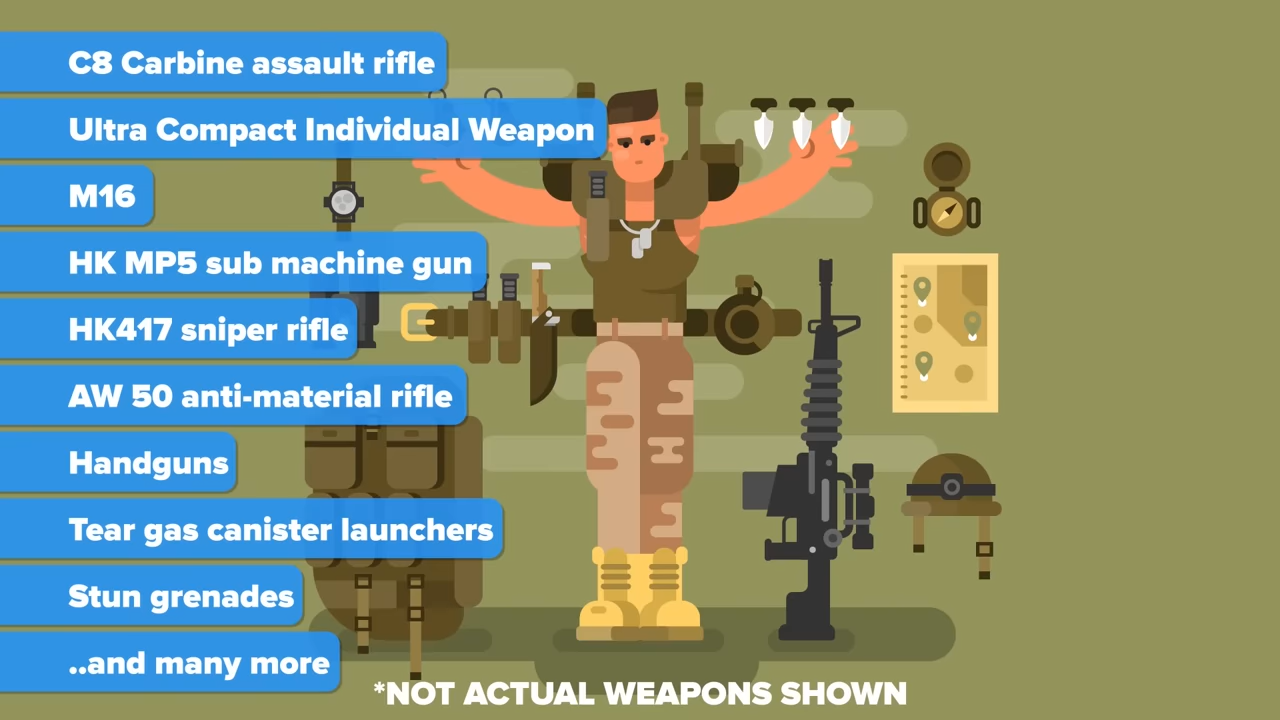 C8 Carbine assault rifle
Ultra Compact Individual Weapon
M16
HK MP5 sub machine gun
HK417 sniper rifle
AW 50 anti-material rifle
Handguns
Tear gas canister launchers
Stun grenades
..and many more
*NOT ACTUAL WEAPONS SHOWN